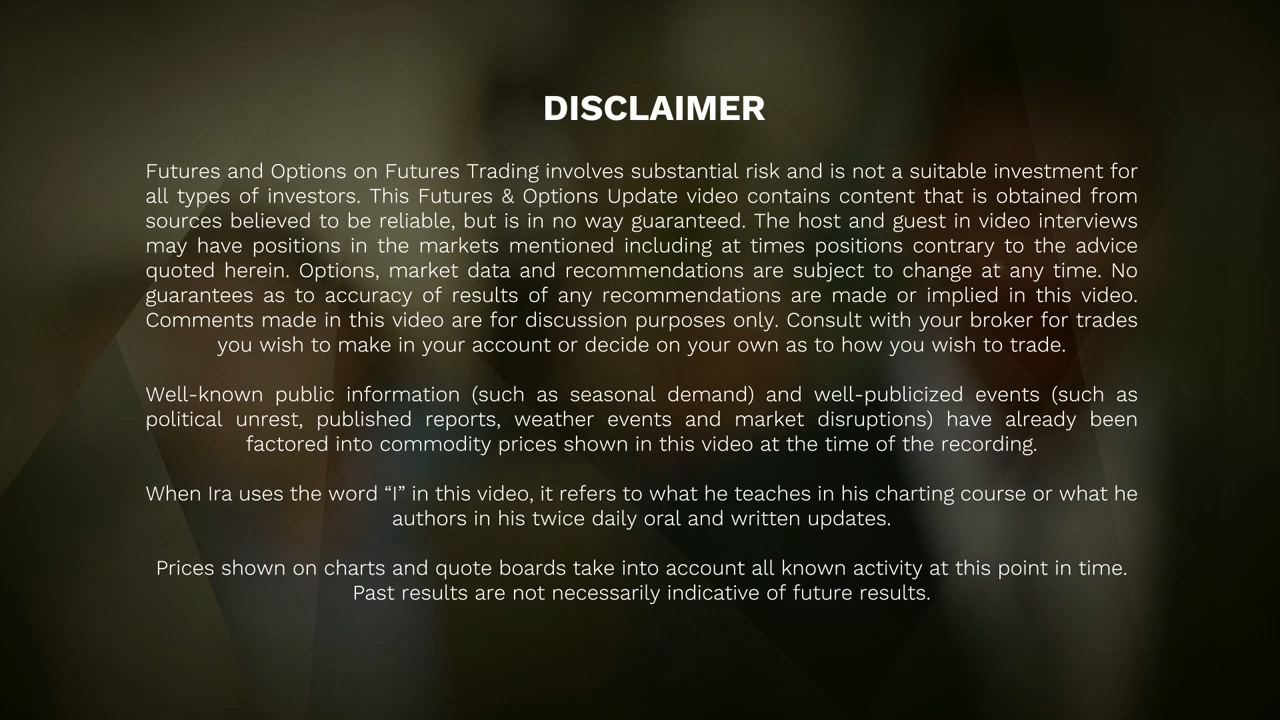 DISCLAIMER
Futures and Options on Futures Trading involves substantial risk and is not a suitable investment for
all types of investors. This Futures & Options Update video contains content that is obtained from
sources believed to be reliable, but is in no way guaranteed. The host and guest in video interviews
may have positions in the markets mentioned including at times positions contrary to the advice
quoted herein. Options, market data and recommendations are subject to change at any time. No
guarantees as to accuracy of results of any recommendations are made or implied in this video.
Comments made in this video are for discussion purposes only. Consult with your broker for trades
you wish to make in your account or decide on your own as to how you wish to trade.
Well-known public information (such as seasonal demand) and well-publicized events (such as
political unrest, published reports, weather events and market disruptions) have already been
factored into commodity prices shown in this video at the time of the recording.
When Ira uses the word “I” in this video, it refers to what he teaches in his charting course or what he
authors in his twice daily oral and written updates.
Prices shown on charts and quote boards take into account all known activity at this point in time.
Past results are not necessarily indicative of future results.